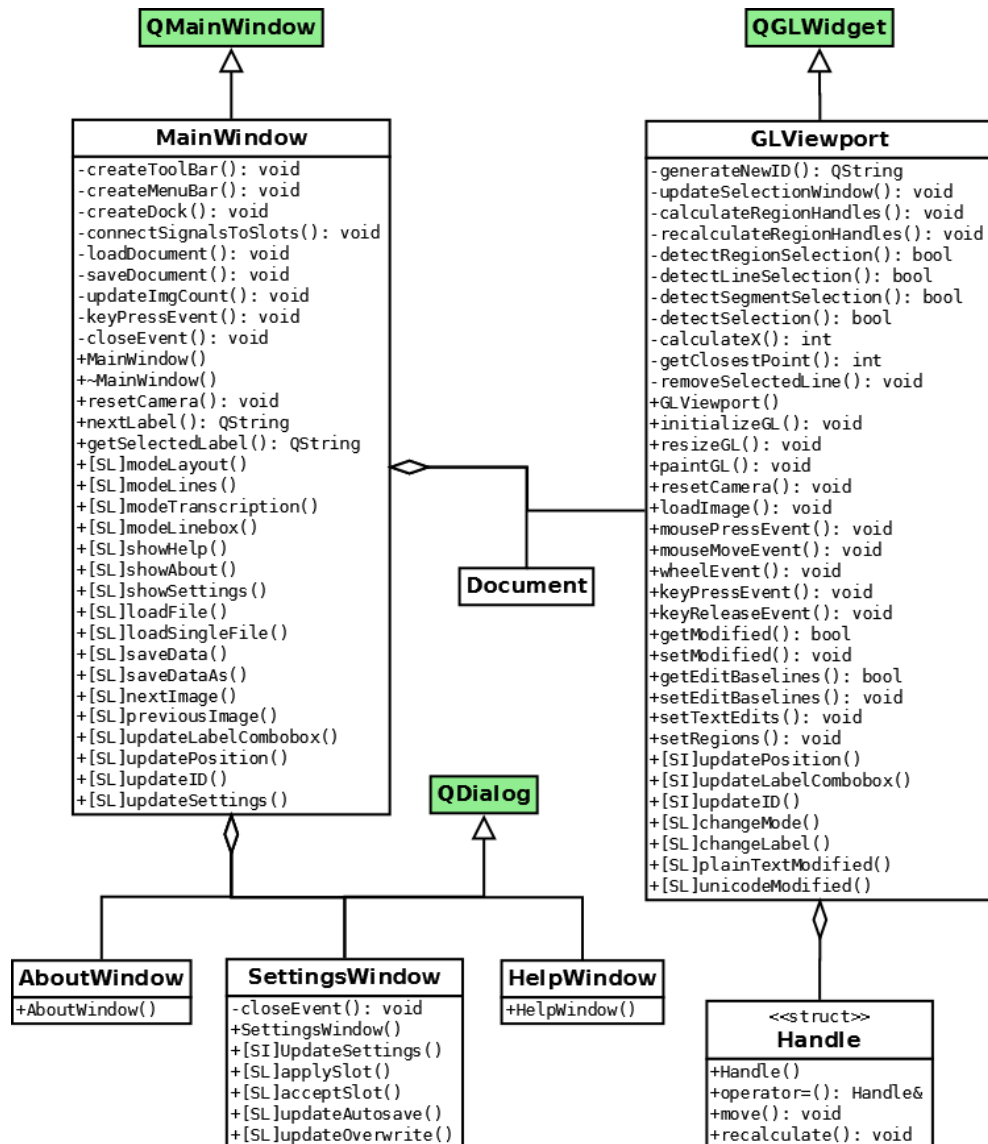 QMainWindow
QGLWidget
MainWindow
-createToolBar(): void
-createMenuBar(): void
-createDock(): void
-connectSignalsToSlots(): void
-loadDocument(): void
-saveDocument(): void
-updateImgCount(): void
-keyPressEvent(): void
-closeEvent(): void
+MainWindow()
+~MainWindow()
+resetCamera(): void
+nextLabel(): QString
+getSelectedLabel(): QString
+[SL]modeLayout()
+[SL]modeLines()
+[SL]modeTranscription()
+[SL]modeLinebox()
+[SL]showHelp()
+[SL]showAbout()
+[SL]showSettings()
+[SL]loadFile()
+[SL]loadSingleFile()
+[SL]saveData()
+[SL]saveDataAs()
+[SL]nextImage()
+[SL]previousImage()
+[SL]updateLabelCombobox()
+[SL]updatePosition()
+[SL]updateID()
+[SL]updateSettings()
GLViewport
-generateNewID(): QString
-updateSelectionWindow(): void
-calculateRegionHandles(): void
-recalculateRegionHandles(): void
-detectRegionSelection(): bool
-detectLineSelection(): bool
-detectSegmentSelection(): bool
-detectSelection(): bool
-calculateX(): int
-getClosestPoint(): int
-removeSelectedLine(): void
+GLViewport()
+initializeGL(): void
+resizeGL(): void
+paintGL(): void
+resetCamera(): void
+loadImage(): void
+mousePressEvent(): void
+mouseMoveEvent(): void
+wheelEvent(): void
+keyPressEvent(): void
+keyReleaseEvent(): void
+getModified(): bool
+setModified(): void
+getEditBaselines(): bool
+setEditBaselines(): void
+setTextEdits(): void
+setRegions(): void
+[SI]updatePosition()
+[SI]updateLabelCombobox()
+[SI]updateID()
+[SL]changeMode()
+[SL]changeLabel()
+[SL]plainTextModified()
+[SL]unicodeModified()
Document
QDialog
AboutWindow
+AboutWindow()
SettingsWindow
-closeEvent(): void
+SettingsWindow()
+[SI]UpdateSettings()
+[SL]applySlot()
+[SL]acceptSlot()
+[SL]updateAutosave()
+[SL]updateOverwrite()
HelpWindow
+HelpWindow()
<<struct>>
Handle
+Handle()
+operator=(): Handle&
+move(): void
+recalculate(): void